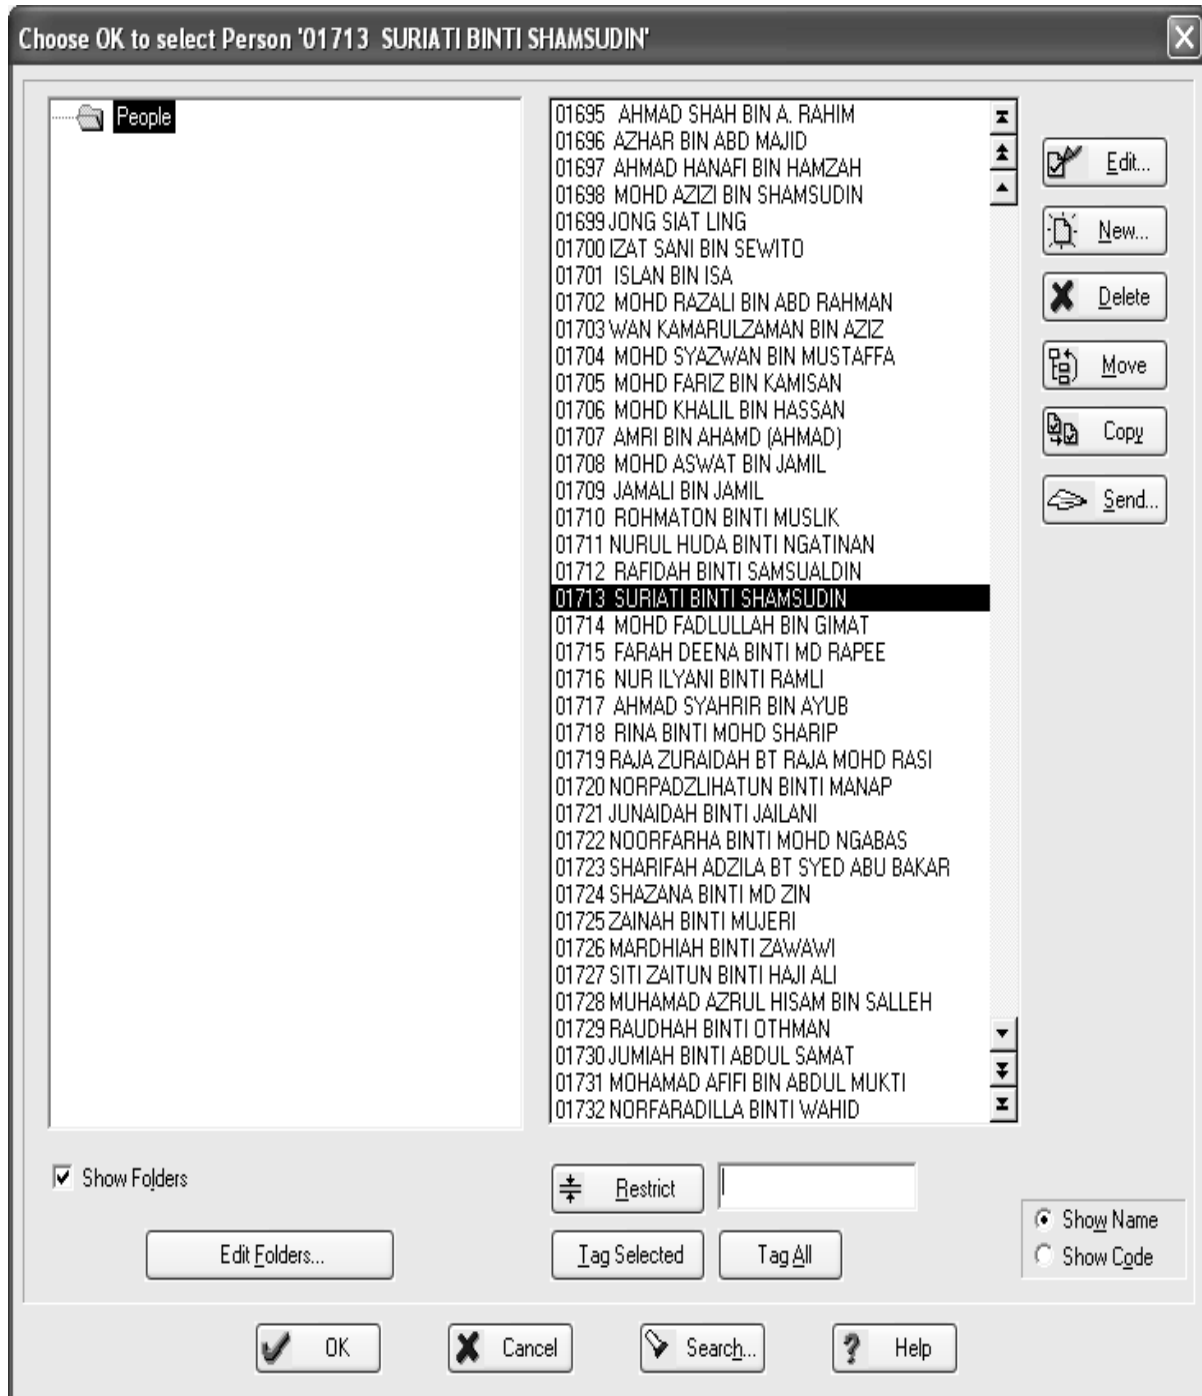 Choose OK to select Person '01713 SURIATI BINTI SHAMSUDIN'
People
01695 AHMAD SHAH BIN A. RAHIM
01696 AZHAR BIN ABD MAJID
01697 AHMAD HANAFI BIN HAMZAH
01698 MOHD AZIZI BIN SHAMSUDIN
01699 JONG SIAT LING
01700 IZAT SANI BIN SEWITO
01701 ISLAN BIN ISA
01702 MOHD RAZALI BIN ABD RAHMAN
01703 WAN KAMARULZAMAN BIN AZIZ
01704 MOHD SYAZWAN BIN MUSTAFFA
01705 MOHD FARIZ BIN KAMISAN
01706 MOHD KHALIL BIN HASSAN
01707 AMRI BIN AHAMD (AHMAD)
01708 MOHD ASWAT BIN JAMIL
01709 JAMALI BIN JAMIL
01710 ROHMATON BINTI MUSLIK
01711 NURUL HUDA BINTI NGATINAN
01712 RAFIDAH BINTI SAMSUALDIN
01713 SURIATI BINTI SHAMSUDIN
01714 MOHD FADLULLAH BIN GIMAT
01715 FARAH DEENA BINTI MD RAPEE
01716 NUR ILYANI BINTI RAMLI
01717 AHMAD SYAHRIR BIN AYUB
01718 RINA BINTI MOHD SHARIP
01719 RAJA ZURAIDAH BT RAJA MOHD RASI
01720 NORPADZLIHATUN BINTI MANAP
01721 JUNAIDAH BINTI JAILANI
01722 NOORFARHA BINTI MOHD NGABAS
01723 SHARIFAH ADZILA BT SYED ABU BAKAR
01724 SHAZANA BINTI MD ZIN
01725 ZAINAH BINTI MUJERI
01726 MARDHIAH BINTI ZAWAWI
01727 SITI ZAITUN BINTI HAJI ALI
01728 MUHAMAD AZRUL HISAM BIN SALLEH
01729 RAUDHAH BINTI OTHMAN
01730 JUMIAH BINTI ABDUL SAMAT
01731 MOHAMAD AFIFI BIN ABDUL MUKTI
01732 NORFARADILLA BINTI WAHID
Edit...
New...
Delete
Move
Copy
Send...
Show Folders
Restrict
Edit Folders...
Tag Selected
Tag All
Show Name
Show Code
OK
Cancel
Search...
Help